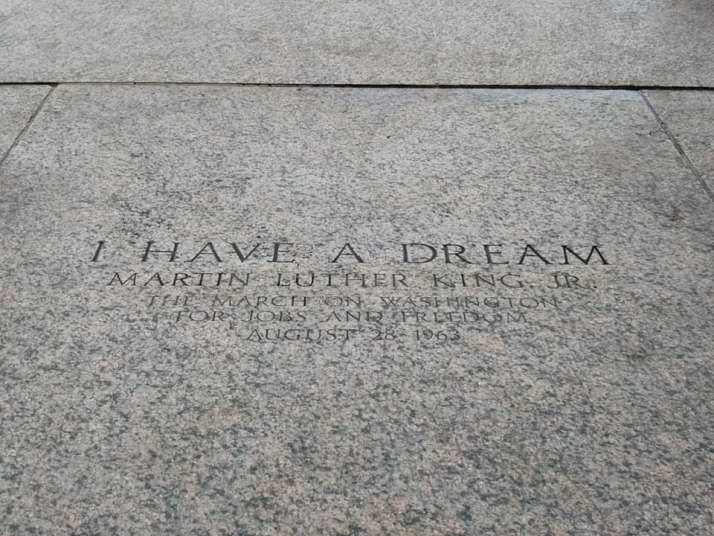 I HAVE A DREAM
MARTIN LUTHER KING, JR.
THE MARCH ON WASHINGTON
FOR JOBS AND FREEDOM
AUGUST 28, 1963